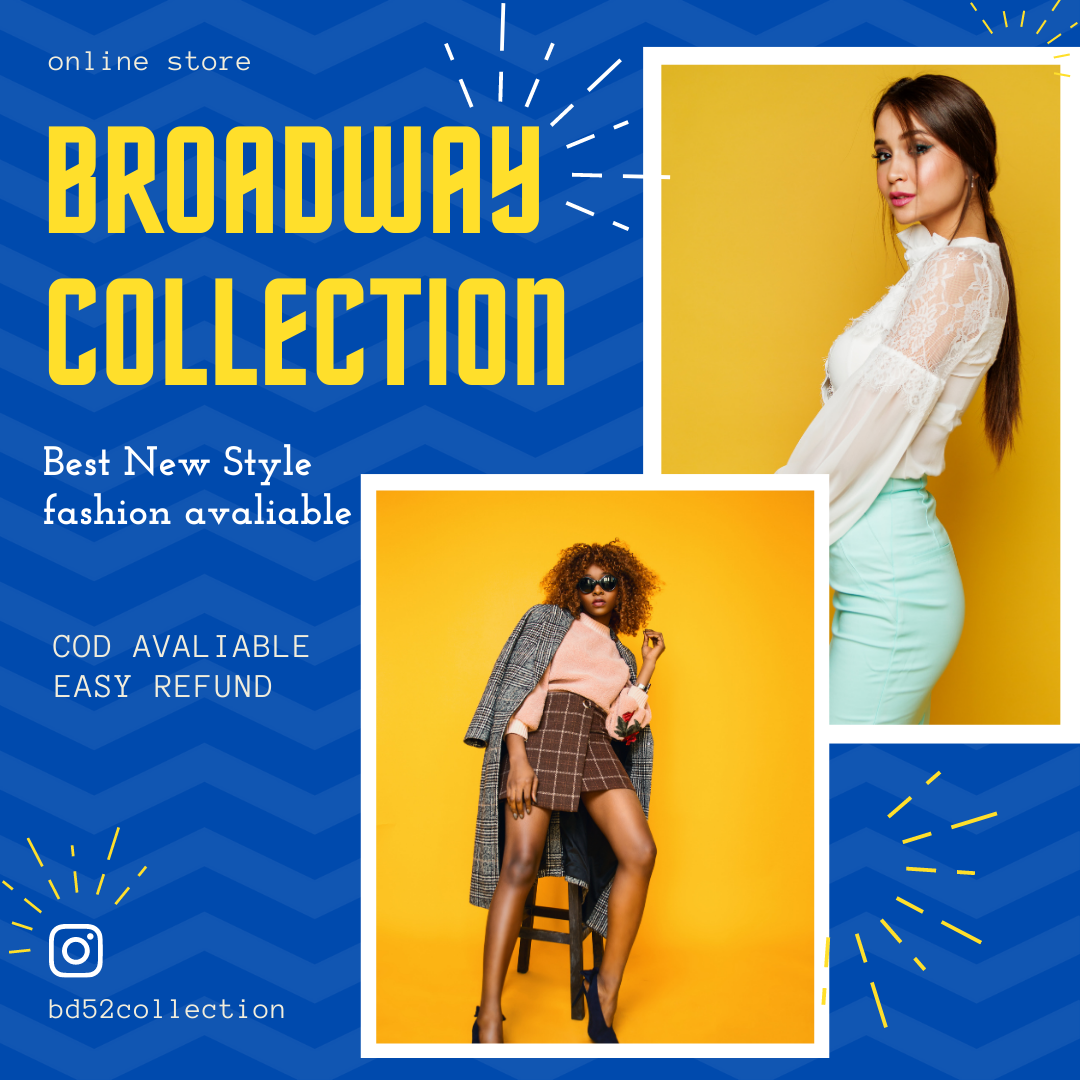 online store
BROADWAY
COLLECTION
Best New Style
fashion avaliable
COD AVALIABLE
EASY REFUND
bd52collection